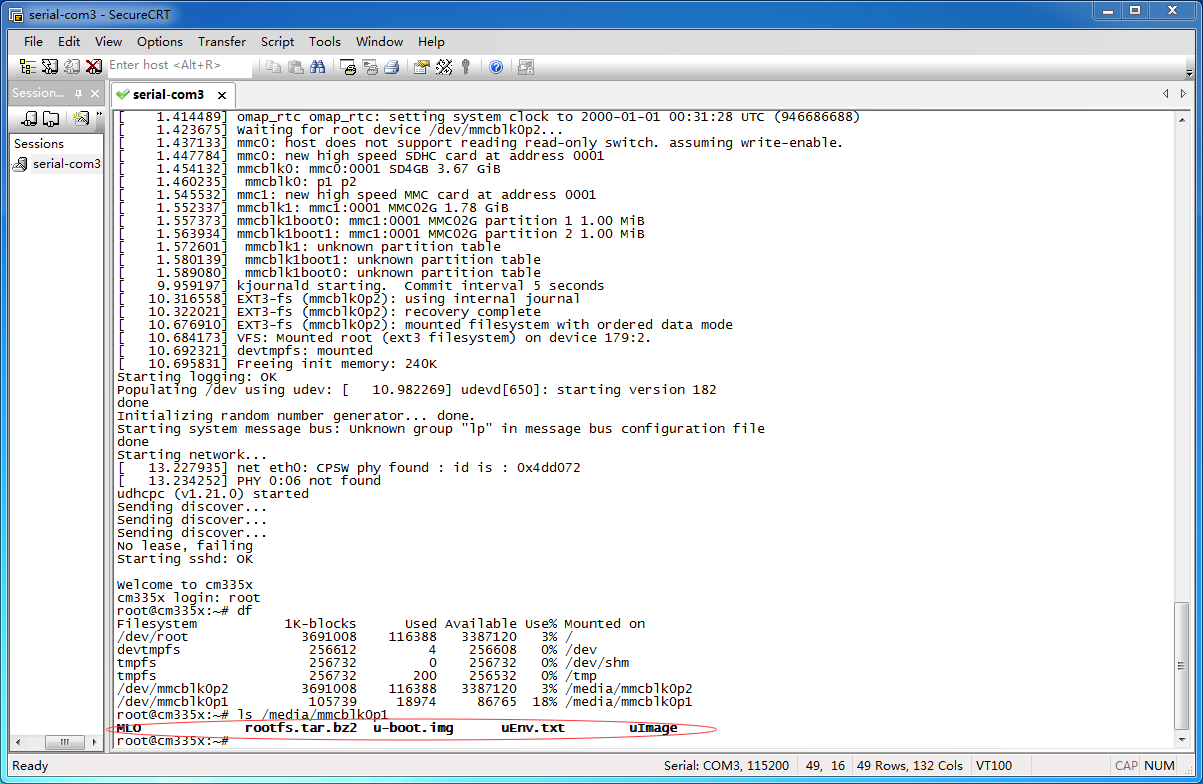 serial-com3 - SecureCRT
File Edit View Options Transfer Script Tools Window Help
Enter host <Alt+R>
Session...
serial-com3
Sessions
serial-com3
[    1.414489] omap_rtc omap_rtc: setting system clock to 2000-01-01 00:31:28 UTC (946686688)
[    1.423675] Waiting for root device /dev/mmcblk0p2...
[    1.437133] mmc0: host does not support reading read-only switch. assuming write-enable.
[    1.447784] mmc0: new high speed SDHC card at address 0001
[    1.454132] mmcblk0: mmc0:0001 SD4GB 3.67 GiB
[    1.460235]  mmcblk0: p1 p2
[    1.545532] mmc1: new high speed MMC card at address 0001
[    1.552337] mmcblk1: mmc1:0001 MMC02G 1.78 GiB
[    1.557373] mmcblk1boot0: mmc1:0001 MMC02G partition 1 1.00 MiB
[    1.563934] mmcblk1boot1: mmc1:0001 MMC02G partition 2 1.00 MiB
[    1.572601]  mmcblk1: unknown partition table
[    1.580139]  mmcblk1boot1: unknown partition table
[    1.589080]  mmcblk1boot0: unknown partition table
[    9.959197] kjournald starting.  Commit interval 5 seconds
[   10.316558] EXT3-fs (mmcblk0p2): using internal journal
[   10.322021] EXT3-fs (mmcblk0p2): recovery complete
[   10.676910] EXT3-fs (mmcblk0p2): mounted filesystem with ordered data mode
[   10.684173] VFS: Mounted root (ext3 filesystem) on device 179:2.
[   10.692321] devtmpfs: mounted
[   10.695831] Freeing init memory: 240K
Starting logging: OK
Populating /dev using udev: [   10.982269] udevd[650]: starting version 182
done
Initializing random number generator... done.
Starting system message bus: Unknown group "lp" in message bus configuration file
done
Starting network...
[   13.227935] net eth0: CPSW phy found : id is : 0x4dd072
[   13.234252] PHY 0:06 not found
udhcpc (v1.21.0) started
Sending discover...
Sending discover...
Sending discover...
No lease, failing
Starting sshd: OK
Welcome to cm335x
cm335x login: root
root@cm335x:~# df
Filesystem           1K-blocks      Used Available Use% Mounted on
/dev/root              3691008    116388   3387120   3% /
devtmpfs                256612         4    256608   0% /dev
tmpfs                   256732         0    256732   0% /dev/shm
tmpfs                   256732       200    256532   0% /tmp
/dev/mmcblk0p2         3691008    116388   3387120   3% /media/mmcblk0p2
/dev/mmcblk0p1          105739     18974     86765  18% /media/mmcblk0p1
root@cm335x:~# ls /media/mmcblk0p1
MLO             rootfs.tar.bz2  u-boot.img      uEnv.txt        uImage
root@cm335x:~#
Ready Serial: COM3, 115200 49, 16 49 Rows, 132 Cols VT100 CAP NUM